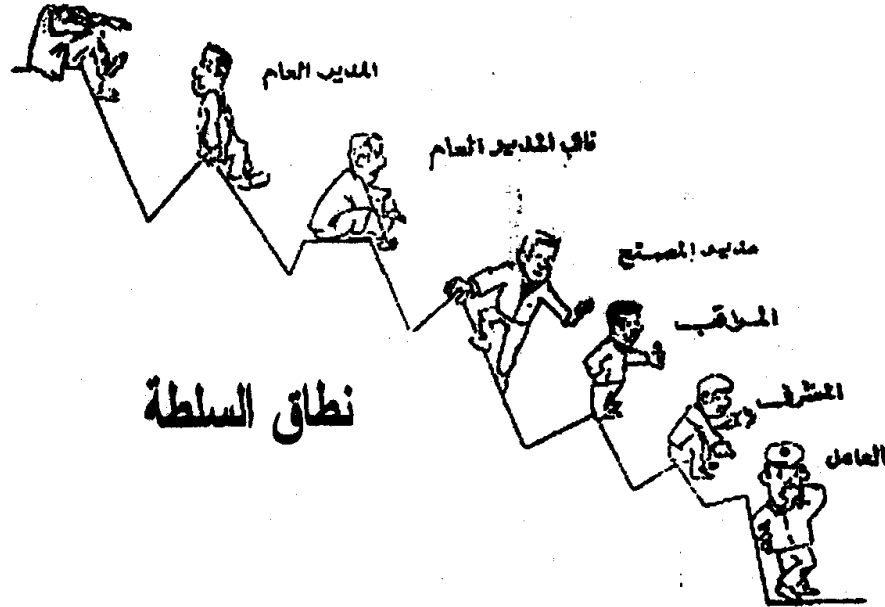 المدير العام
نائب المدير العام
مدير المصنع
المراقب
المشرف
العامل
نطاق السلطة